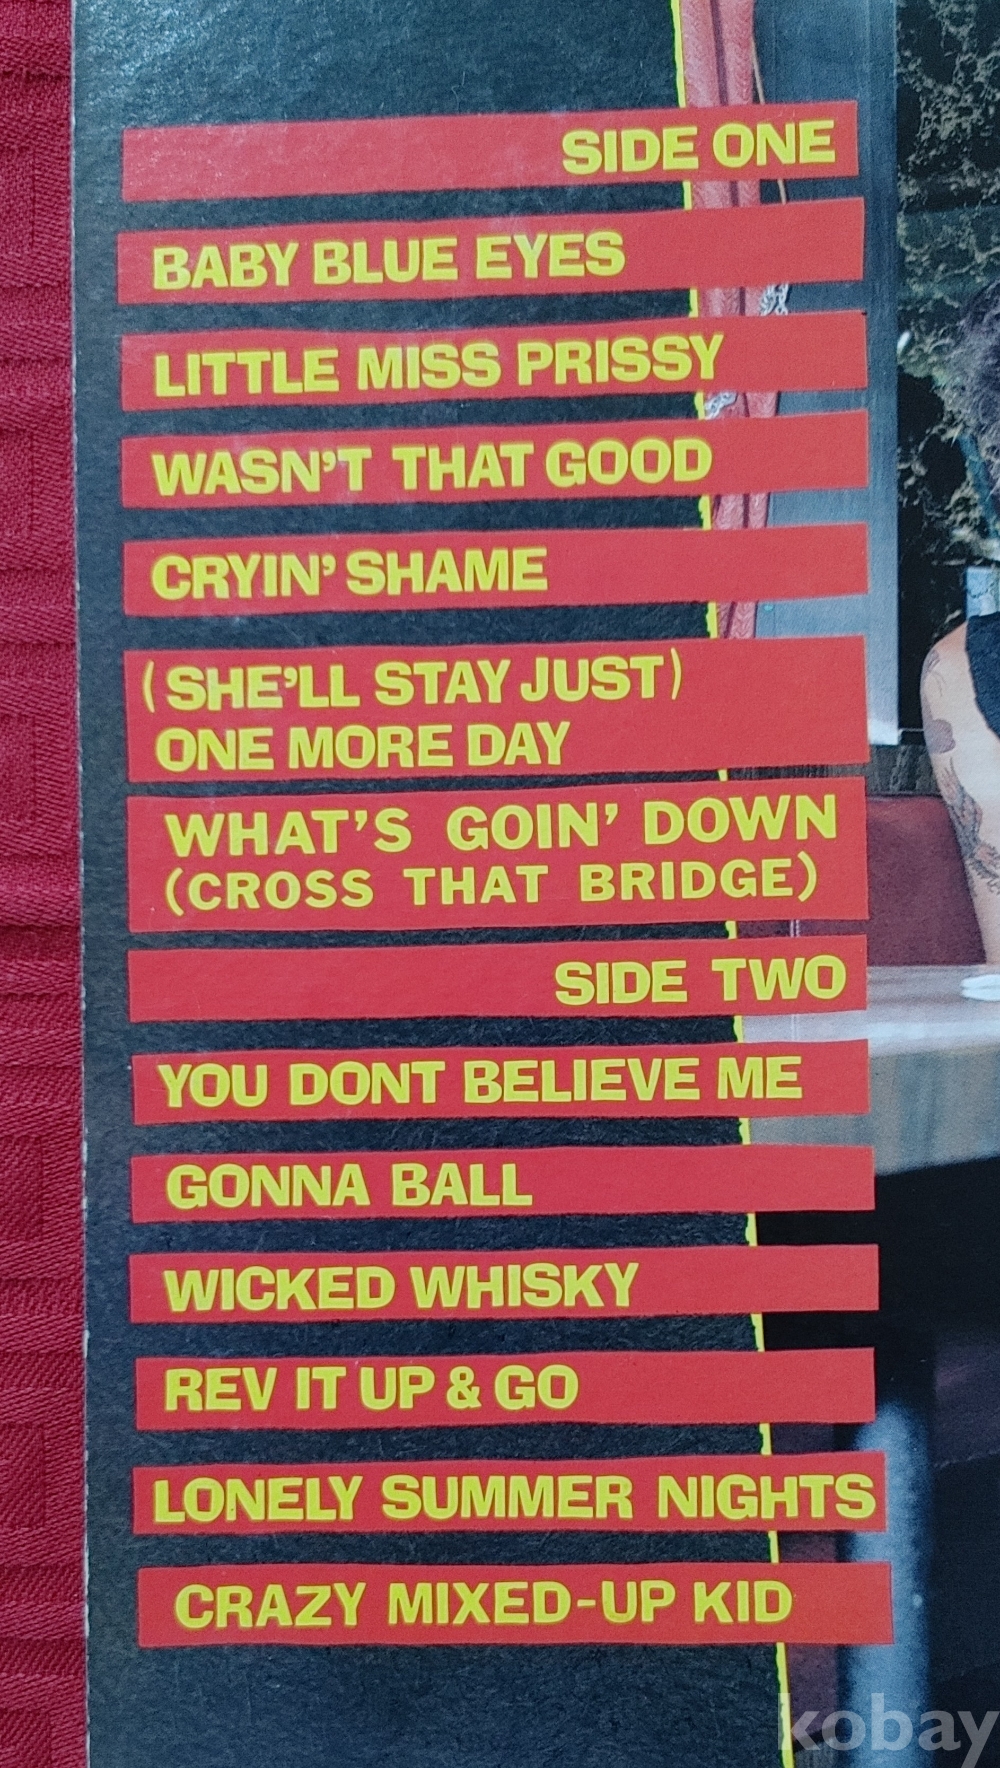 SIDE ONE
BABY BLUE EYES
LITTLE MISS PRISSY
WASN'T THAT GOOD
CRYIN' SHAME
(SHE'LL STAY JUST)
ONE MORE DAY
WHAT'S GOIN' DOWN
(CROSS THAT BRIDGE)
SIDE TWO
YOU DONT BELIEVE ME
GONNA BALL
WICKED WHISKY
REV IT UP & GO
LONELY SUMMER NIGHTS
CRAZY MIXED-UP KID
kobay